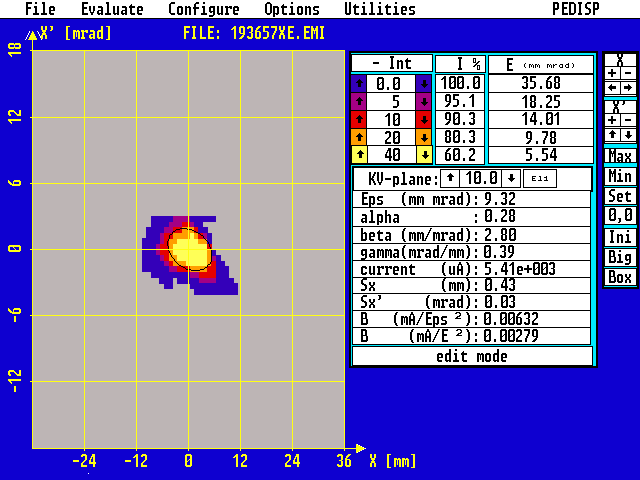 File Evaluate Configure Options Utilities PEDISP
X' [mrad] FILE: 193657XE.EMI
18
12
6
0
-6
-12
-24 -12 0 12 24 36 X [mm]
- Int I % E (mm mrad)
0.0 100.0 35.68
5 95.1 18.25
10 90.3 14.01
20 80.3 9.78
40 60.2 5.54
KV-plane: 10.0 Ell
Eps (mm mrad): 9.32
alpha : 0.28
beta (mm/mrad): 2.80
gamma(mrad/mm): 0.39
current (uA): 5.41e+003
Sx (mm): 0.43
Sx' (mrad): 0.03
B (mA/Eps ²): 0.00632
B (mA/E ²): 0.00279
edit mode
X
+ -
← →
X'
+ -
↑ ↓
Max
Min
Set
0,0
Ini
Big
Box